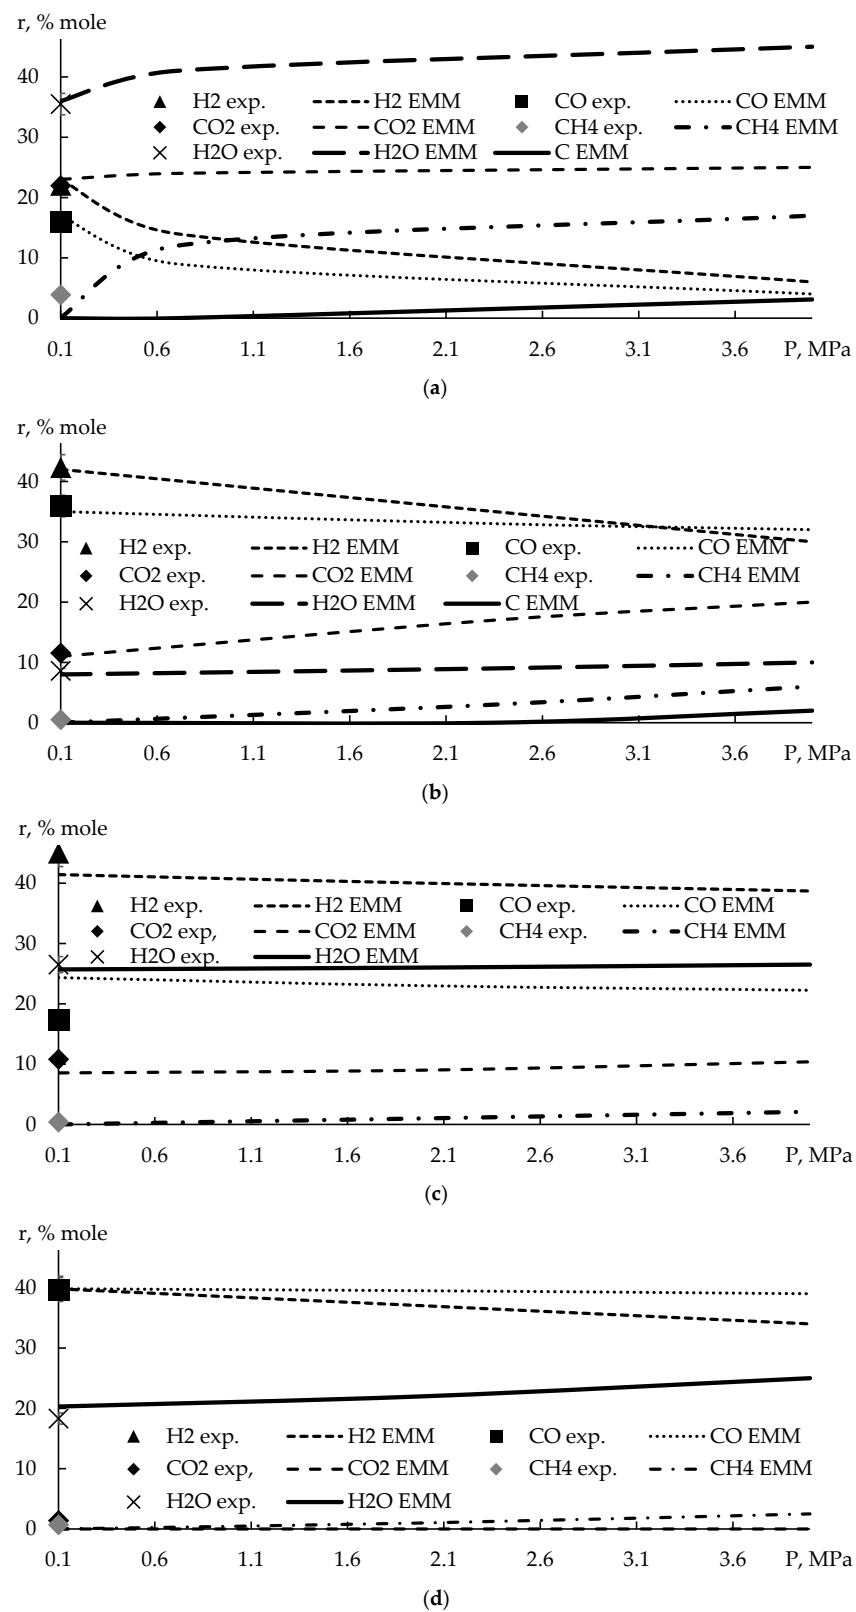 r, % mole
40
H2 exp. H2 EMM CO exp. CO EMM
30 CO2 exp. CO2 EMM CH4 exp. CH4 EMM
H2O exp. H2O EMM C EMM
20
10
0
0.1 0.6 1.1 1.6 2.1 2.6 3.1 3.6 P, MPa
(a)
r, % mole
40
30 H2 exp. H2 EMM CO exp. CO EMM
CO2 exp. CO2 EMM CH4 exp. CH4 EMM
20 H2O exp. H2O EMM C EMM
10
0
0.1 0.6 1.1 1.6 2.1 2.6 3.1 3.6 P, MPa
(b)
r, % mole
40
H2 exp. H2 EMM CO exp. CO EMM
30 CO2 exp, CO2 EMM CH4 exp. CH4 EMM
H2O exp. H2O EMM
20
10
0
0.1 0.6 1.1 1.6 2.1 2.6 3.1 3.6 P, MPa
(c)
r, % mole
40
30
20
H2 exp. H2 EMM CO exp. CO EMM
10 CO2 exp, CO2 EMM CH4 exp. CH4 EMM
H2O exp. H2O EMM
0
0.1 0.6 1.1 1.6 2.1 2.6 3.1 3.6 P, MPa
(d)